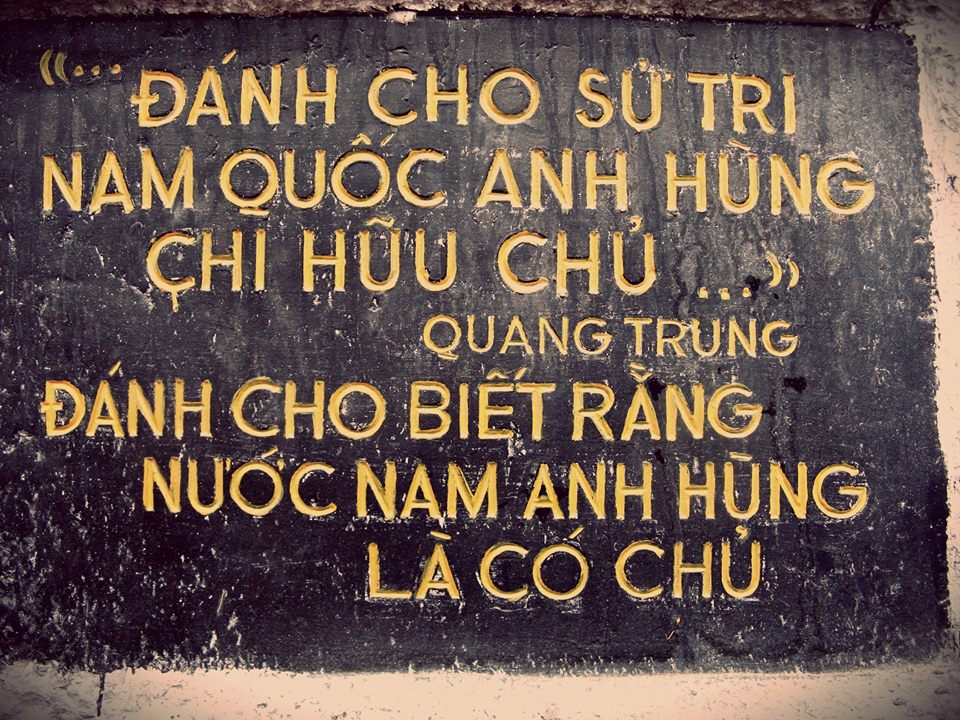 “... ĐÁNH CHO SỬ TRI
NAM QUỐC ANH HÙNG
CHI HỮU CHỦ ...”
QUANG TRUNG
ĐÁNH CHO BIẾT RẰNG
NƯỚC NAM ANH HÙNG
LÀ CÓ CHỦ